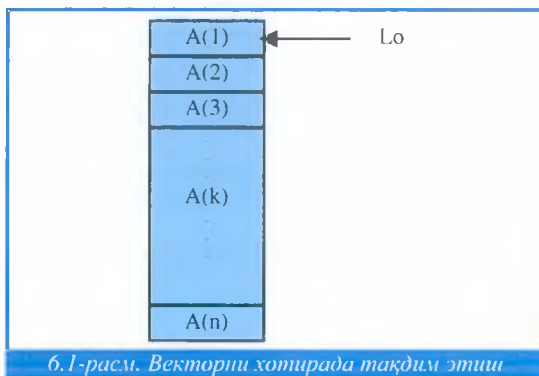 A(1) Lo
A(2)
A(3)
A(k)
A(n)
6.1-расм. Векторни хотирада тақдим этиш